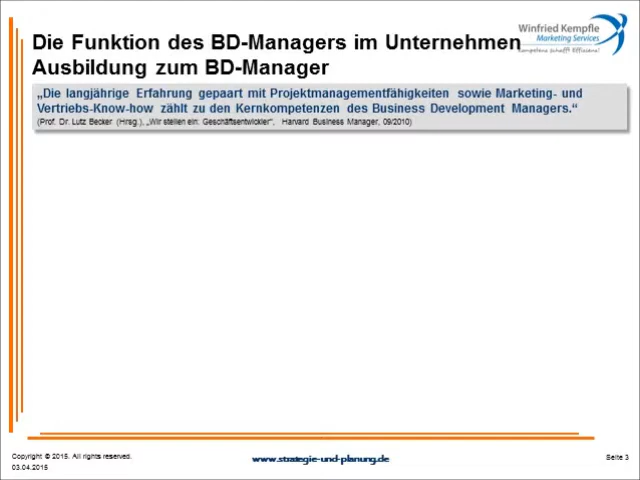 Die Funktion des BD-Managers im Unternehmen
Ausbildung zum BD-Manager
Winfried Kempfle
Marketing Services
Kompetenz schafft Effizienz!
„Die langjährige Erfahrung gepaart mit Projektmanagementfähigkeiten sowie Marketing- und
Vertriebs-Know-how zählt zu den Kernkompetenzen des Business Development Managers.“
(Prof. Dr. Lutz Becker (Hrsg.), „Wir stellen ein: Geschäftsentwickler“, Harvard Business Manager, 09/2010)
Copyright © 2015. All rights reserved.
03.04.2015
www.strategie-und-planung.de
Seite 3